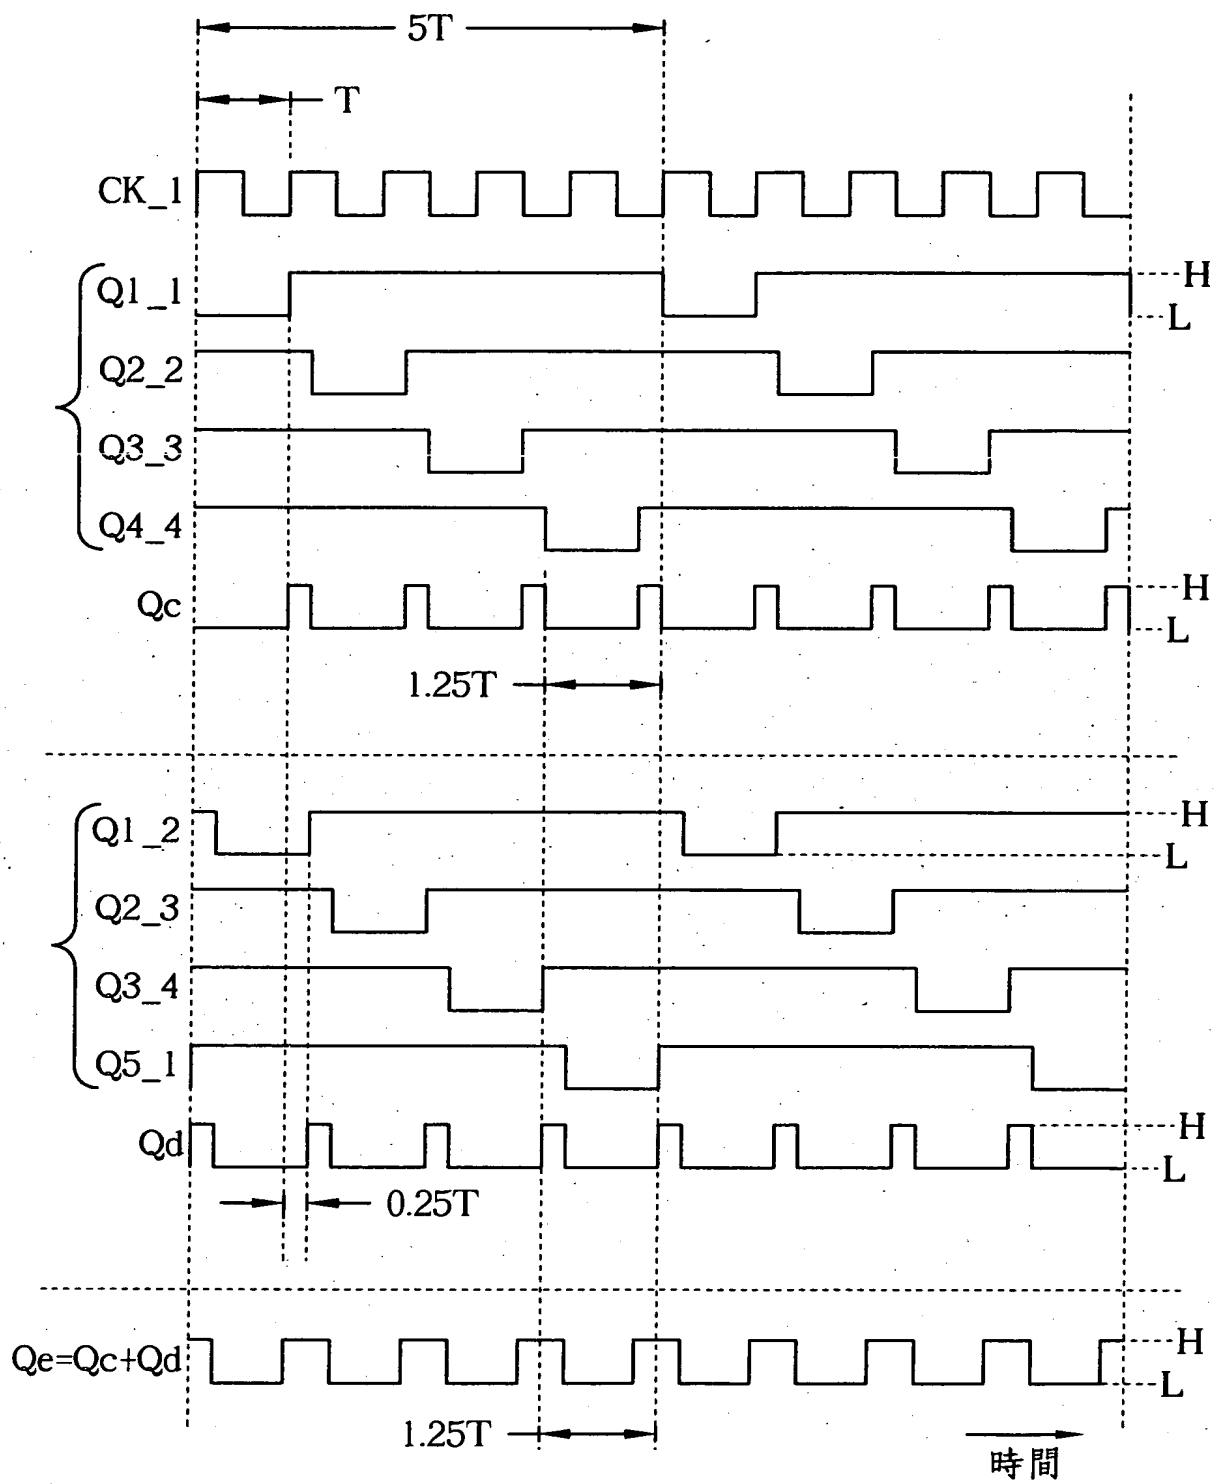 5T
T
CK_1
Q1_1
H
L
Q2_2
Q3_3
Q4_4
Qc
H
L
1.25T
Q1_2
H
L
Q2_3
Q3_4
Q5_1
Qd
H
L
0.25T
Qe=Qc+Qd
H
L
1.25T
時間